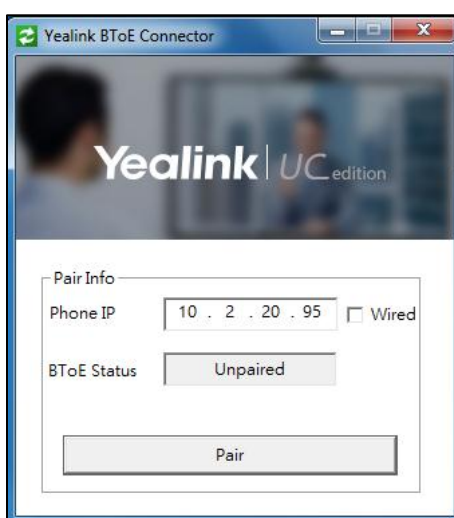 Yealink BToE Connector
Yealink | UC edition
Pair Info
Phone IP 10 . 2 . 20 . 95 Wired
BToE Status Unpaired
Pair